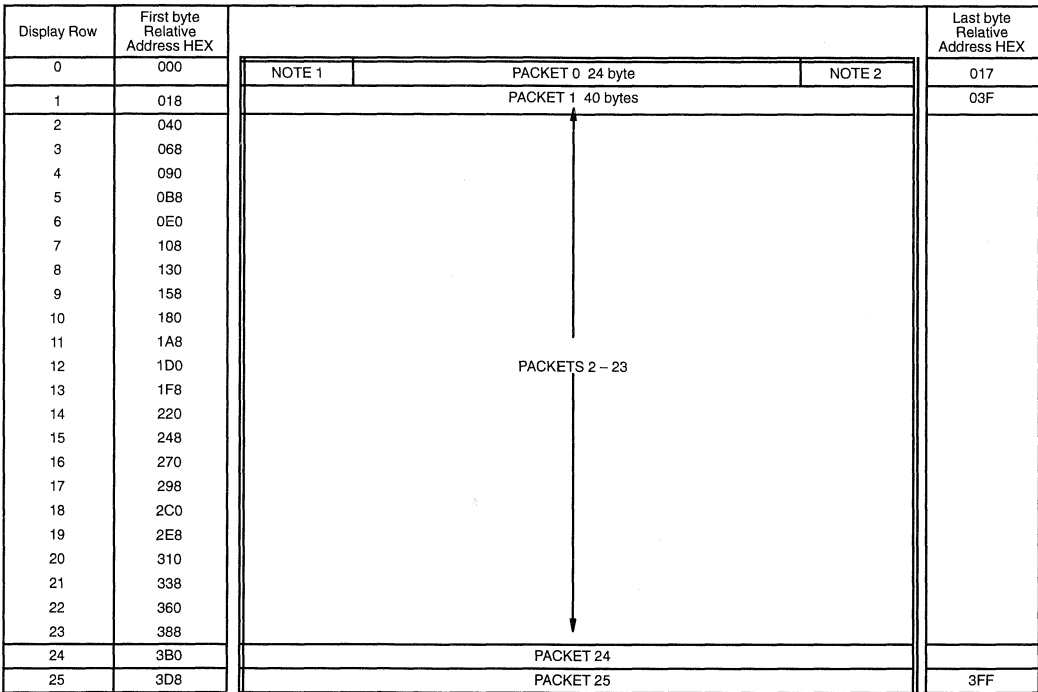 Display Row
First byte
Relative
Address HEX
Last byte
Relative
Address HEX
0 000 NOTE 1 PACKET 0 24 byte NOTE 2 017
1 018 PACKET 1 40 bytes 03F
2 040
3 068
4 090
5 0B8
6 0E0
7 108
8 130
9 158
10 180
11 1A8
12 1D0 PACKETS 2 – 23
13 1F8
14 220
15 248
16 270
17 298
18 2C0
19 2E8
20 310
21 338
22 360
23 388
24 3B0 PACKET 24
25 3D8 PACKET 25 3FF